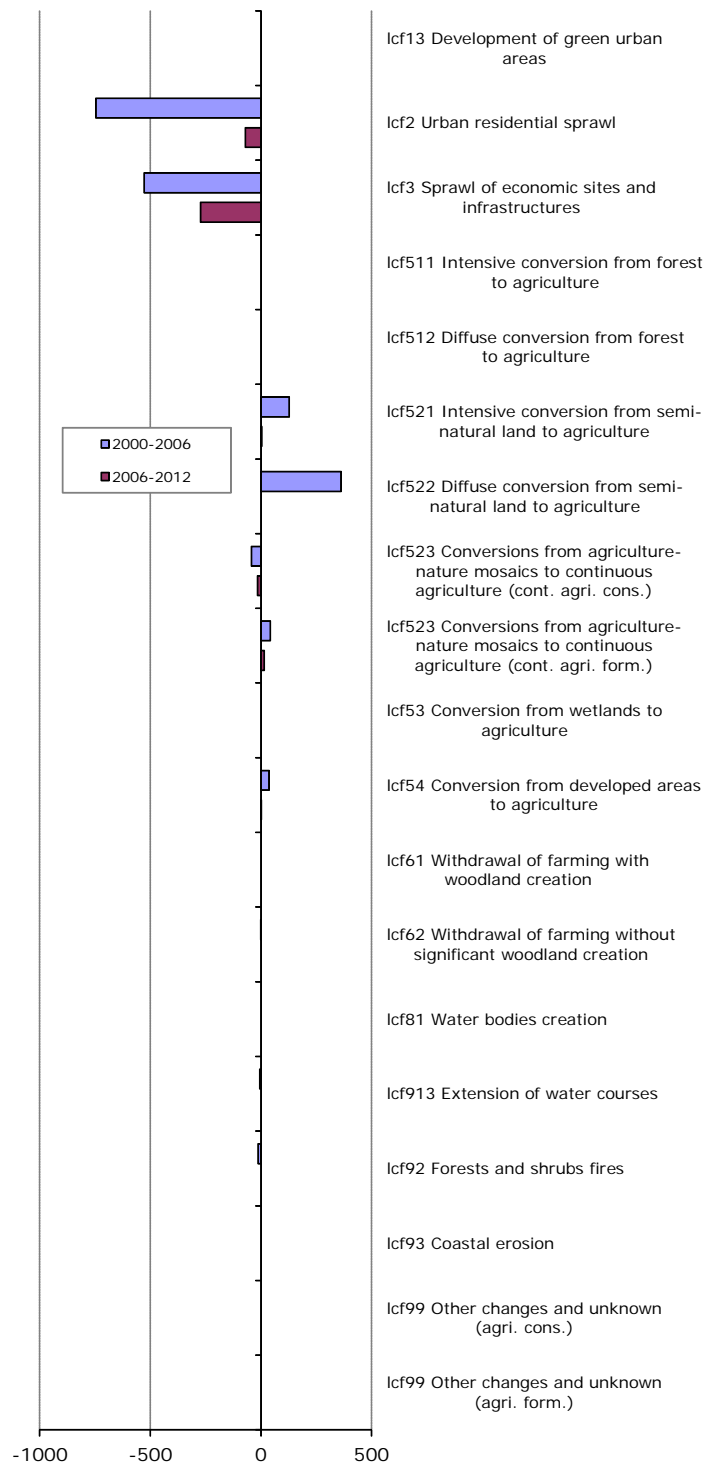 lcf13 Development of green urban
areas
lcf2 Urban residential sprawl
lcf3 Sprawl of economic sites and
infrastructures
lcf511 Intensive conversion from forest
to agriculture
lcf512 Diffuse conversion from forest
to agriculture
lcf521 Intensive conversion from semi-
natural land to agriculture
2000-2006
2006-2012
lcf522 Diffuse conversion from semi-
natural land to agriculture
lcf523 Conversions from agriculture-
nature mosaics to continuous
agriculture (cont. agri. cons.)
lcf523 Conversions from agriculture-
nature mosaics to continuous
agriculture (cont. agri. form.)
lcf53 Conversion from wetlands to
agriculture
lcf54 Conversion from developed areas
to agriculture
lcf61 Withdrawal of farming with
woodland creation
lcf62 Withdrawal of farming without
significant woodland creation
lcf81 Water bodies creation
lcf913 Extension of water courses
lcf92 Forests and shrubs fires
lcf93 Coastal erosion
lcf99 Other changes and unknown
(agri. cons.)
lcf99 Other changes and unknown
(agri. form.)
-1000 -500 0 500